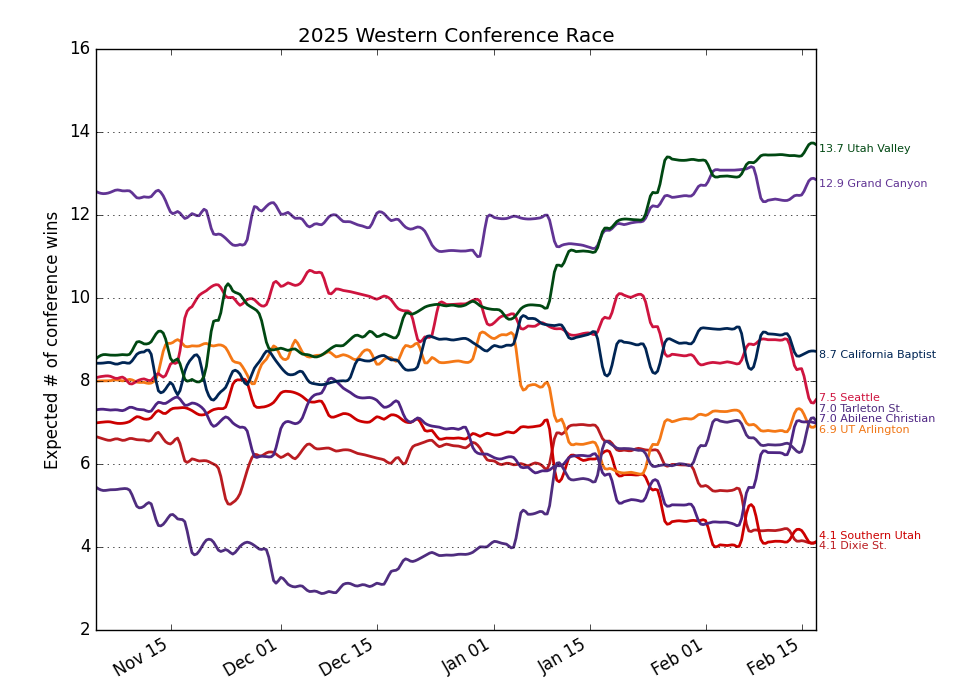 2025 Western Conference Race
Expected # of conference wins
16
14
12
10
8
6
4
2
Nov 15
Dec 01
Dec 15
Jan 01
Jan 15
Feb 01
Feb 15
13.7 Utah Valley
12.9 Grand Canyon
8.7 California Baptist
7.5 Seattle
7.0 Tarleton St.
7.0 Abilene Christian
6.9 UT Arlington
4.1 Southern Utah
4.1 Dixie St.